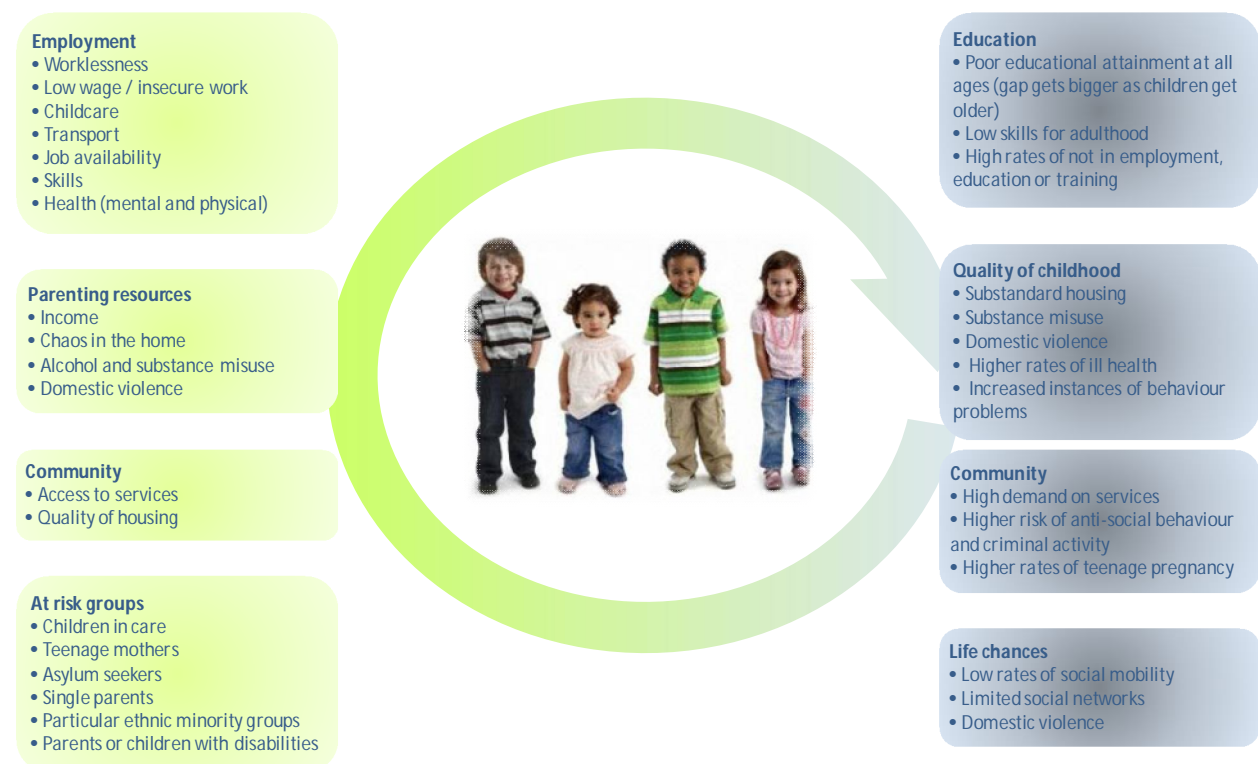 Employment
• Worklessness
• Low wage / insecure work
• Childcare
• Transport
• Job availability
• Skills
• Health (mental and physical)
Parenting resources
• Income
• Chaos in the home
• Alcohol and substance misuse
• Domestic violence
Community
• Access to services
• Quality of housing
At risk groups
• Children in care
• Teenage mothers
• Asylum seekers
• Single parents
• Particular ethnic minority groups
• Parents or children with disabilities
Education
• Poor educational attainment at all
ages (gap gets bigger as children get
older)
• Low skills for adulthood
• High rates of not in employment,
education or training
Quality of childhood
• Substandard housing
• Substance misuse
• Domestic violence
• Higher rates of ill health
• Increased instances of behaviour
problems
Community
• High demand on services
• Higher risk of anti-social behaviour
and criminal activity
• Higher rates of teenage pregnancy
Life chances
• Low rates of social mobility
• Limited social networks
• Domestic violence